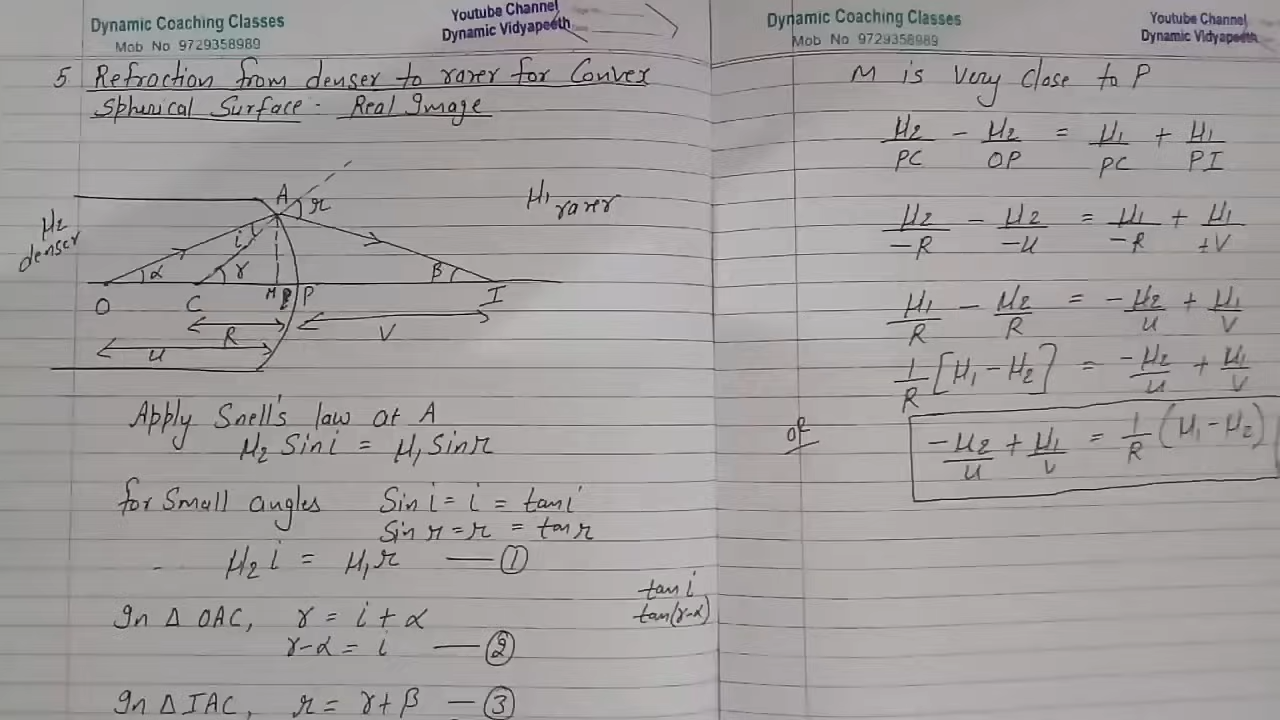 Dynamic Coaching Classes
Mob No 9729358989
Youtube Channel
Dynamic Vidyapeeth
5 Refraction from denser to rarer for Convex
Spherical Surface - Real Image
μ2
denser
μ1 rarer
A
r
i
α
γ
β
O
C
M
P
I
R
u
V
Apply Snell's law at A
μ2 Sin i = μ1 Sin r
for Small angles Sin i = i = tan i
Sin r = r = tan r
μ2 i = μ1 r — ①
In Δ OAC, γ = i + α
γ-α = i — ②
tan i
tan(γ-α)
In Δ IAC, r = γ + β — ③
Dynamic Coaching Classes
Mob No 9729358989
Youtube Channel
Dynamic Vidyapeeth
M is very close to P
μ2/PC - μ2/OP = μ1/PC + μ1/PI
μ2/-R - μ2/-u = μ1/-R + μ1/+V
μ1/R - μ2/R = -μ2/u + μ1/V
1/R [μ1 - μ2] = -μ2/u + μ1/V
or
-μ2/u + μ1/V = 1/R (μ1 - μ2)